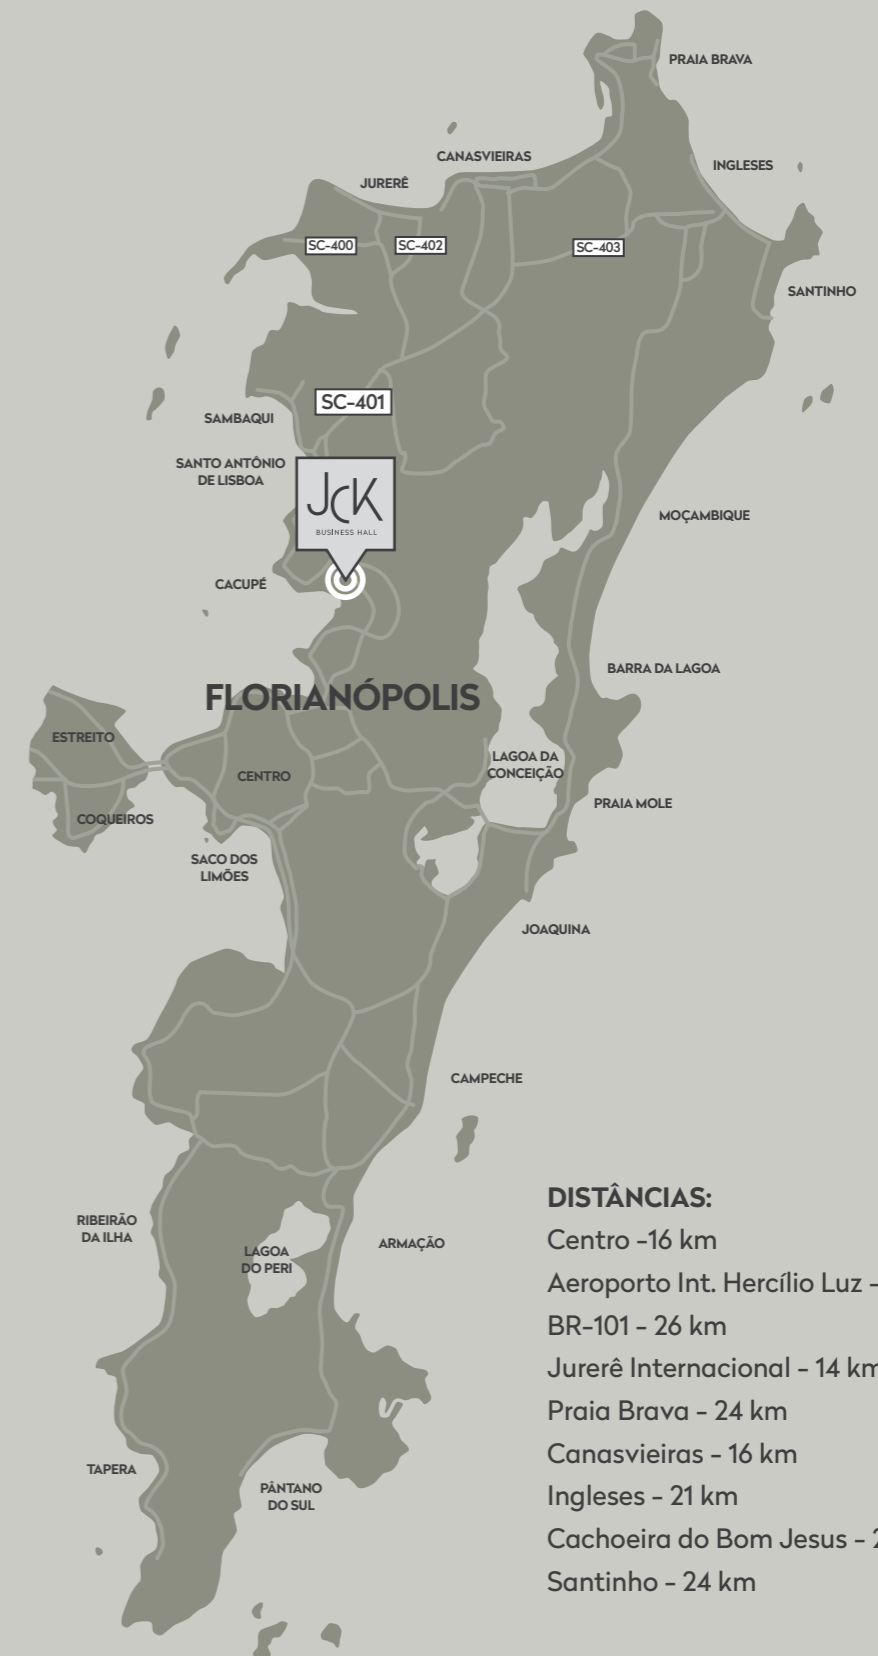 PRAIA BRAVA
CANASVIEIRAS
INGLESES
JURERÊ
SC-400
SC-402
SC-403
SANTINHO
SC-401
SAMBAQUI
SANTO ANTÔNIO
DE LISBOA
JCK
BUSINESS HALL
MOÇAMBIQUE
CACUPÉ
BARRA DA LAGOA
FLORIANÓPOLIS
ESTREITO
LAGOA DA
CONCEIÇÃO
CENTRO
PRAIA MOLE
COQUEIROS
SACO DOS
LIMÕES
JOAQUINA
CAMPECHE
RIBEIRÃO
DA ILHA
ARMAÇÃO
LAGOA
DO PERI
TAPERA
PÂNTANO
DO SUL
DISTÂNCIAS:
Centro -16 km
Aeroporto Int. Hercílio Luz -
BR-101 - 26 km
Jurerê Internacional - 14 km
Praia Brava - 24 km
Canasvieiras - 16 km
Ingleses - 21 km
Cachoeira do Bom Jesus -
Santinho - 24 km